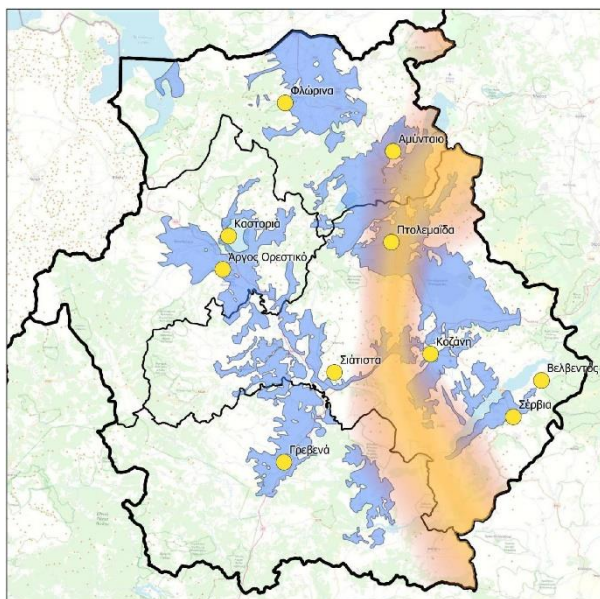 Φλώρινα
Αμύνταιο
Καστοριά
Πτολεμαΐδα
Άργος Ορεστικό
Κοζάνη
Σιάτιστα
Βελβεντός
Σέρβια
Γρεβενά